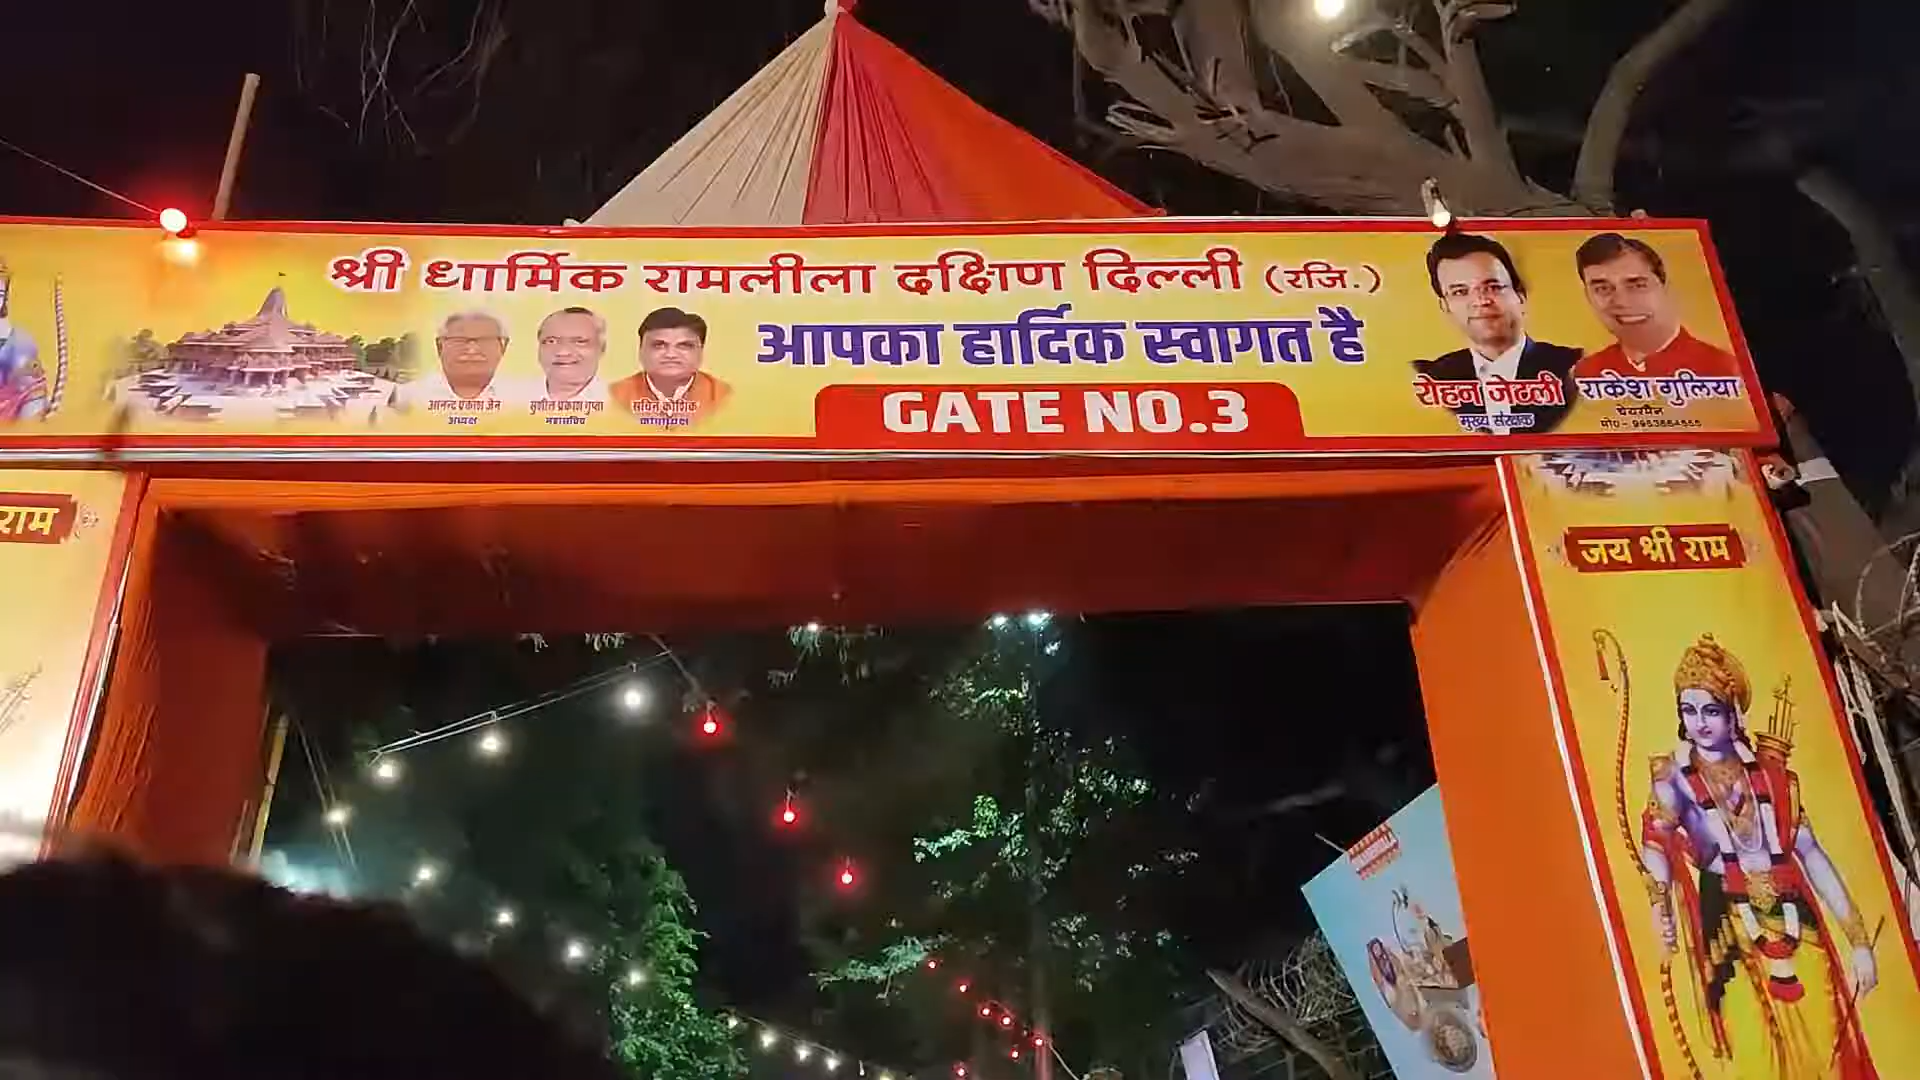 श्री धार्मिक रामलीला दक्षिण दिल्ली (रजि.)
आपका हार्दिक स्वागत है
GATE NO.3
आनन्द प्रकाश जैन
अध्यक्ष
सुशील प्रकाश गुप्ता
महासचिव
सचिन कौशिक
रोहन जेटली
मुख्य संरक्षक
राकेश गुलिया
चेयरमैन
राम
जय श्री राम